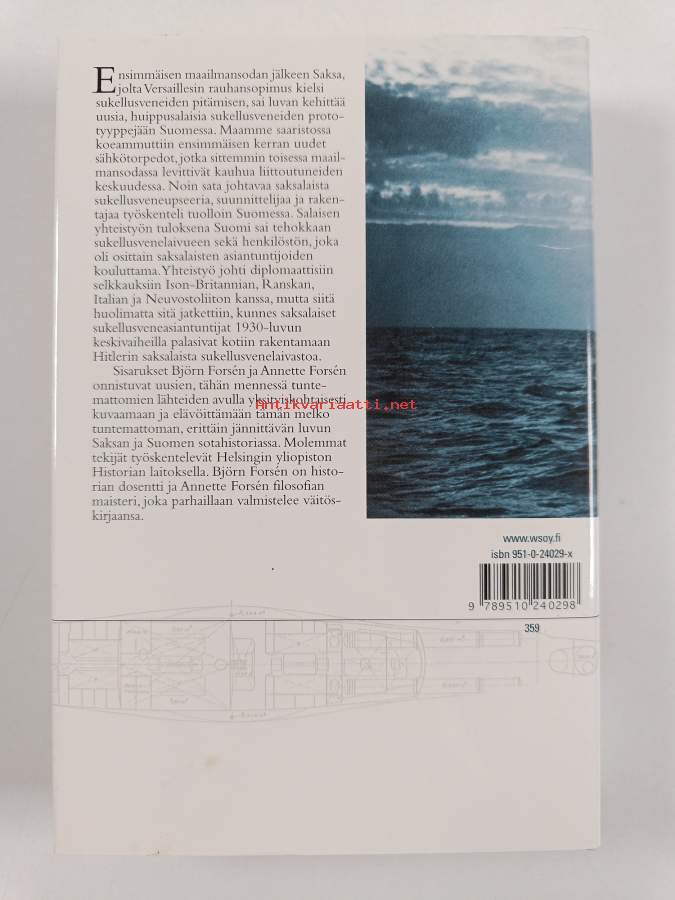 Ensimmäisen maailmansodan jälkeen Saksa,
jolta Versaillesin rauhansopimus kielsi
sukellusveneiden pitämisen, sai luvan kehittää
uusia, huippusalaisia sukellusveneiden proto-
tyyppejään Suomessa. Maamme saaristossa
koeammuttiin ensimmäisen kerran uudet
sähkötorpedot, jotka sittemmin toisessa maail-
mansodassa levittivät kauhua liittoutuneiden
keskuudessa. Noin sata johtavaa saksalaista
sukellusveneupseeria, suunnittelijaa ja raken-
tajaa työskenteli tuolloin Suomessa. Salaisen
yhteistyön tuloksena Suomi sai tehokkaan
sukellusvenelaivueen sekä henkilöstön, joka
oli osittain saksalaisten asiantuntijoiden
kouluttama. Yhteistyö johti diplomaattisiin
selkkauksiin Ison-Britannian, Ranskan,
Italian ja Neuvostoliiton kanssa, mutta siitä
huolimatta sitä jatkettiin, kunnes saksalaiset
sukellusveneasiantuntijat 1930-luvun
keskivaiheilla palasivat kotiin rakentamaan
Hitlerin saksalaista sukellusvenelaivastoa.
Sisarukset Björn Forsén ja Annette Forsén
onnistuvat uusien, tähän mennessä tunte-
mattomien lähteiden avulla yksityiskohtaisesti
kuvaamaan ja elävöittämään tämän melko
tuntemattoman, erittäin jännittävän luvun
Saksan ja Suomen sotahistoriassa. Molemmat
tekijät työskentelevät Helsingin yliopiston
Historian laitoksella. Björn Forsén on histo-
rian dosentti ja Annette Forsén filosofian
maisteri, joka parhaillaan valmistelee väitös-
kirjaansa.
Antikvariaatti.net
www.wsoy.fi
isbn 951-0-24029-x
9 789510 240298
359